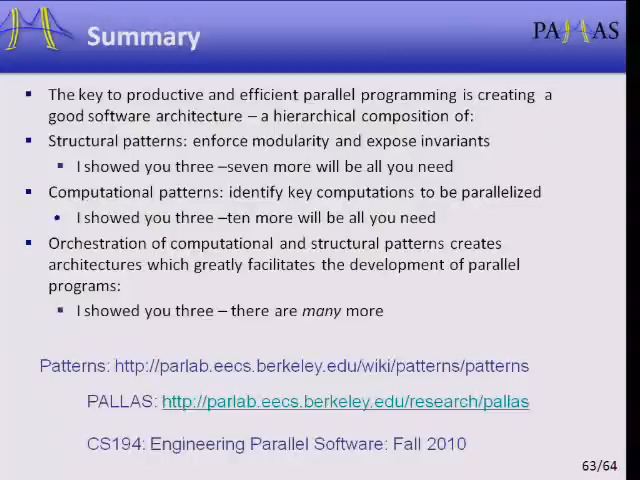 Summary
PALLAS
The key to productive and efficient parallel programming is creating a
good software architecture – a hierarchical composition of:
Structural patterns: enforce modularity and expose invariants
I showed you three –seven more will be all you need
Computational patterns: identify key computations to be parallelized
I showed you three –ten more will be all you need
Orchestration of computational and structural patterns creates
architectures which greatly facilitates the development of parallel
programs:
I showed you three – there are many more
Patterns: http://parlab.eecs.berkeley.edu/wiki/patterns/patterns
PALLAS: http://parlab.eecs.berkeley.edu/research/pallas
CS194: Engineering Parallel Software: Fall 2010
63/64